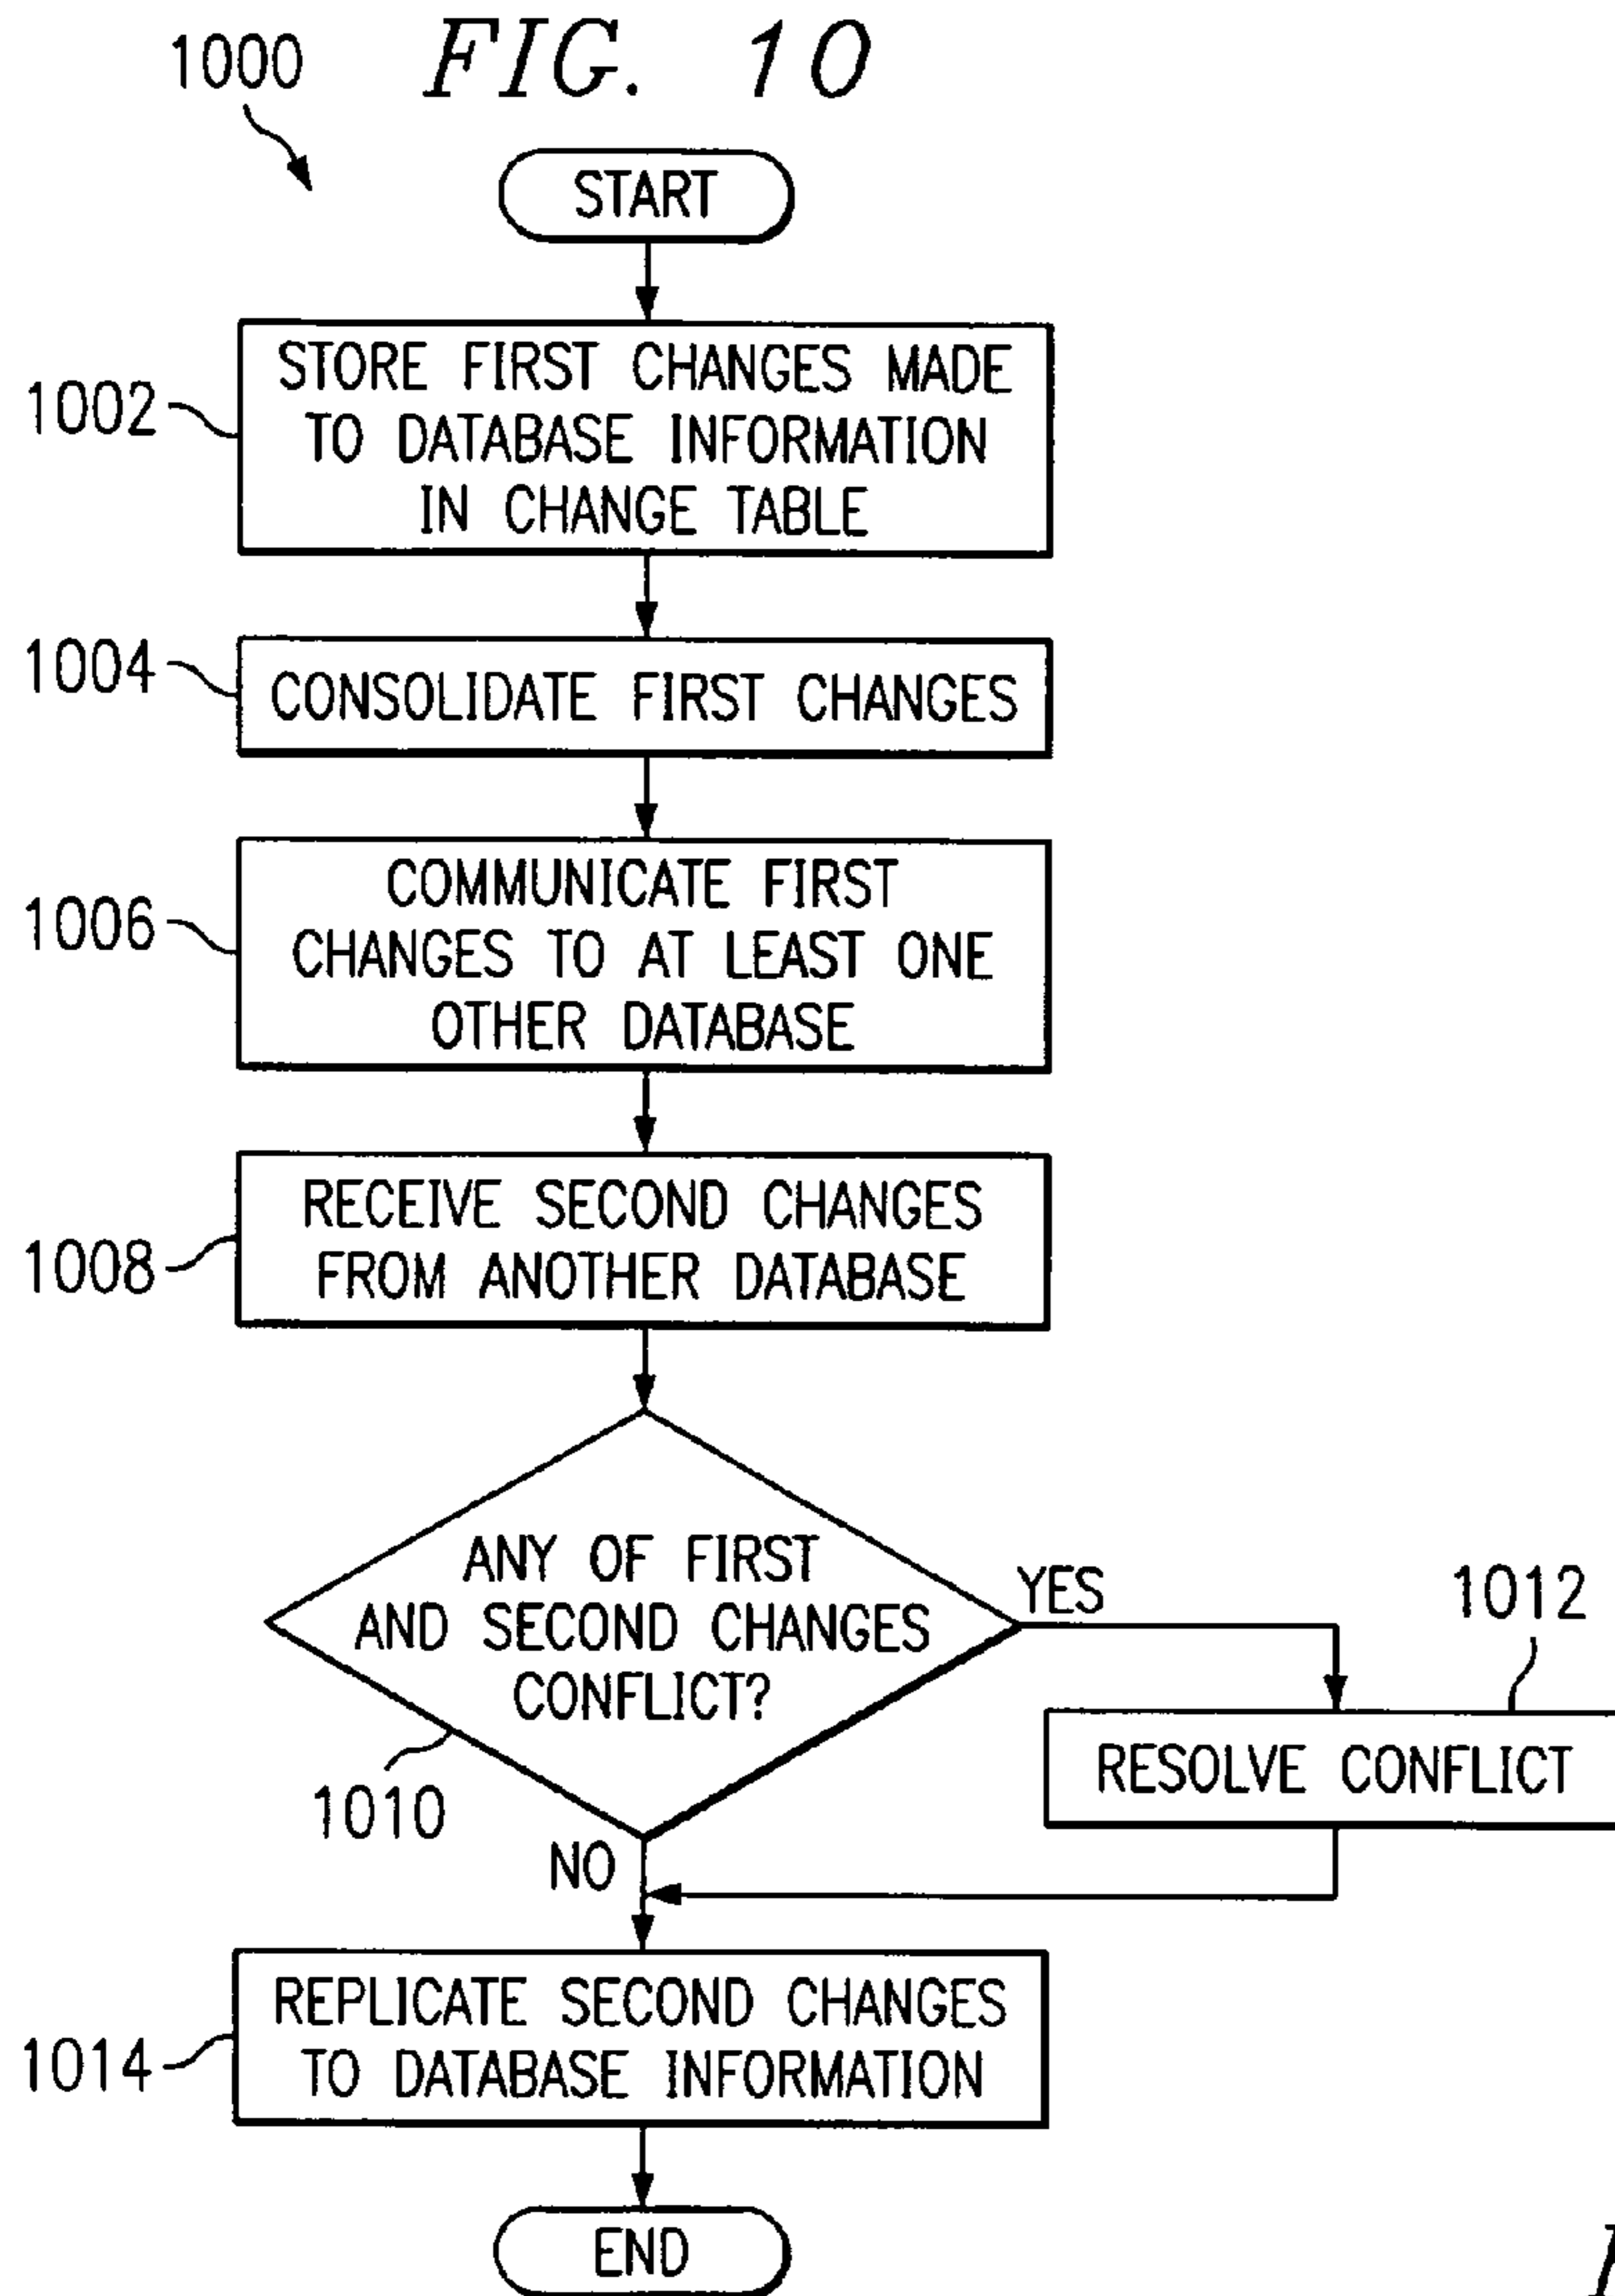 1000
FIG. 10
START
1002
STORE FIRST CHANGES MADE
TO DATABASE INFORMATION
IN CHANGE TABLE
1004
CONSOLIDATE FIRST CHANGES
1006
COMMUNICATE FIRST
CHANGES TO AT LEAST ONE
OTHER DATABASE
1008
RECEIVE SECOND CHANGES
FROM ANOTHER DATABASE
ANY OF FIRST
AND SECOND CHANGES
CONFLICT?
YES
1012
RESOLVE CONFLICT
1010
NO
1014
REPLICATE SECOND CHANGES
TO DATABASE INFORMATION
END